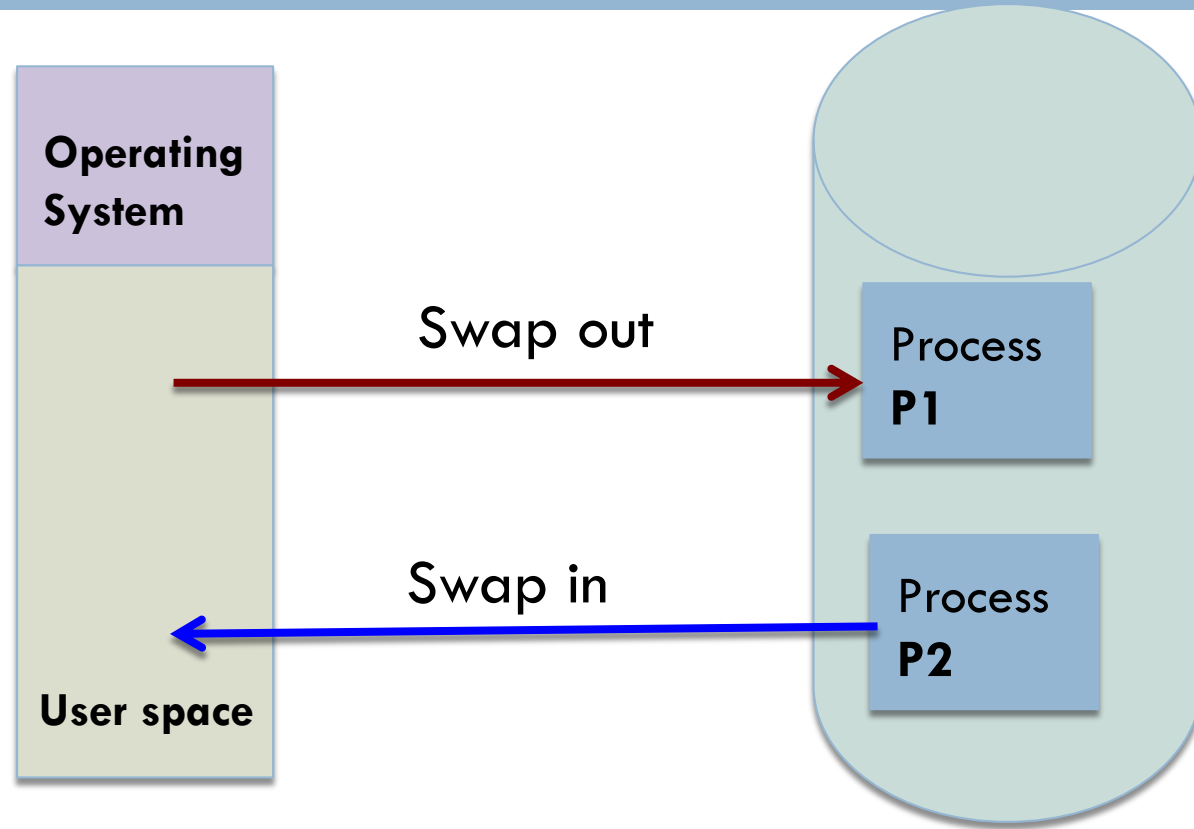 Operating
System
Swap out
Process
P1
Swap in
Process
P2
User space